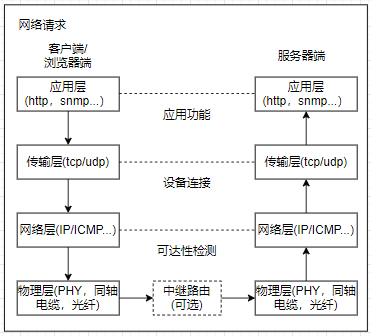 网络请求
客户端/
浏览器端
服务器端
应用层
(http，snmp...)
应用层
(http，snmp...)
应用功能
传输层(tcp/udp)
传输层(tcp/udp)
设备连接
网络层(IP/ICMP...)
网络层(IP/ICMP...)
可达性检测
物理层(PHY，同轴
电缆，光纤)
中继路由
(可选)
物理层(PHY，同轴
电缆，光纤)